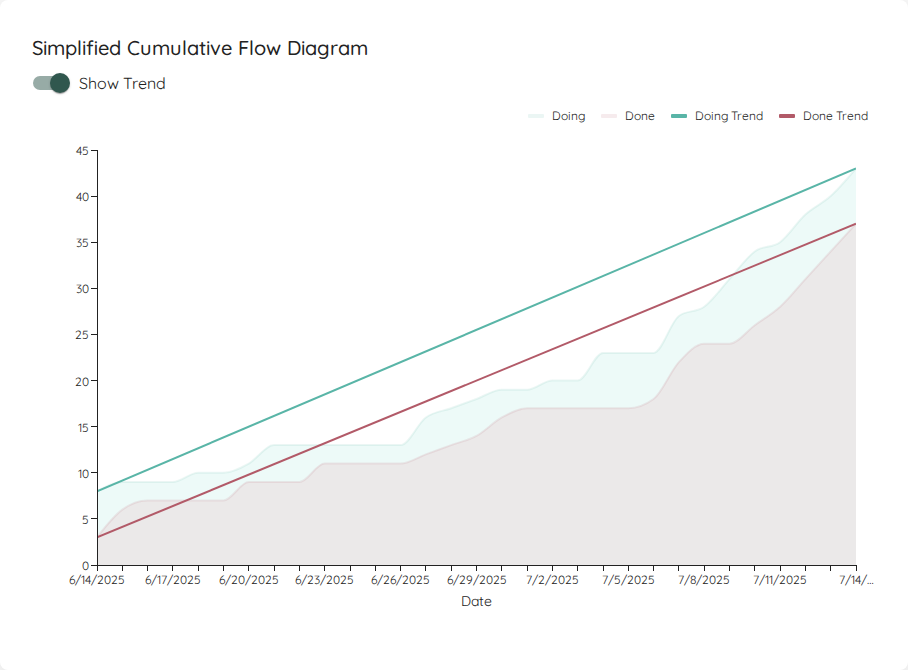 Simplified Cumulative Flow Diagram
Show Trend
Doing Done Doing Trend Done Trend
45
40
35
30
25
20
15
10
5
0
6/14/2025 6/17/2025 6/20/2025 6/23/2025 6/26/2025 6/29/2025 7/2/2025 7/5/2025 7/8/2025 7/11/2025 7/14/...
Date